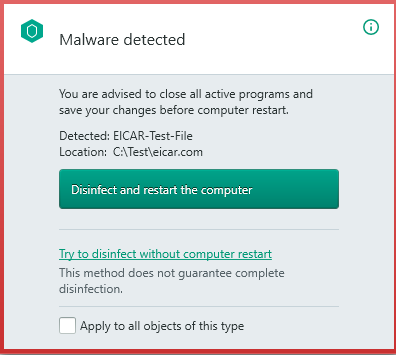 Malware detected
You are advised to close all active programs and
save your changes before computer restart.
Detected: EICAR-Test-File
Location: C:\Test\eicar.com
Disinfect and restart the computer
Try to disinfect without computer restart
This method does not guarantee complete
disinfection.
Apply to all objects of this type